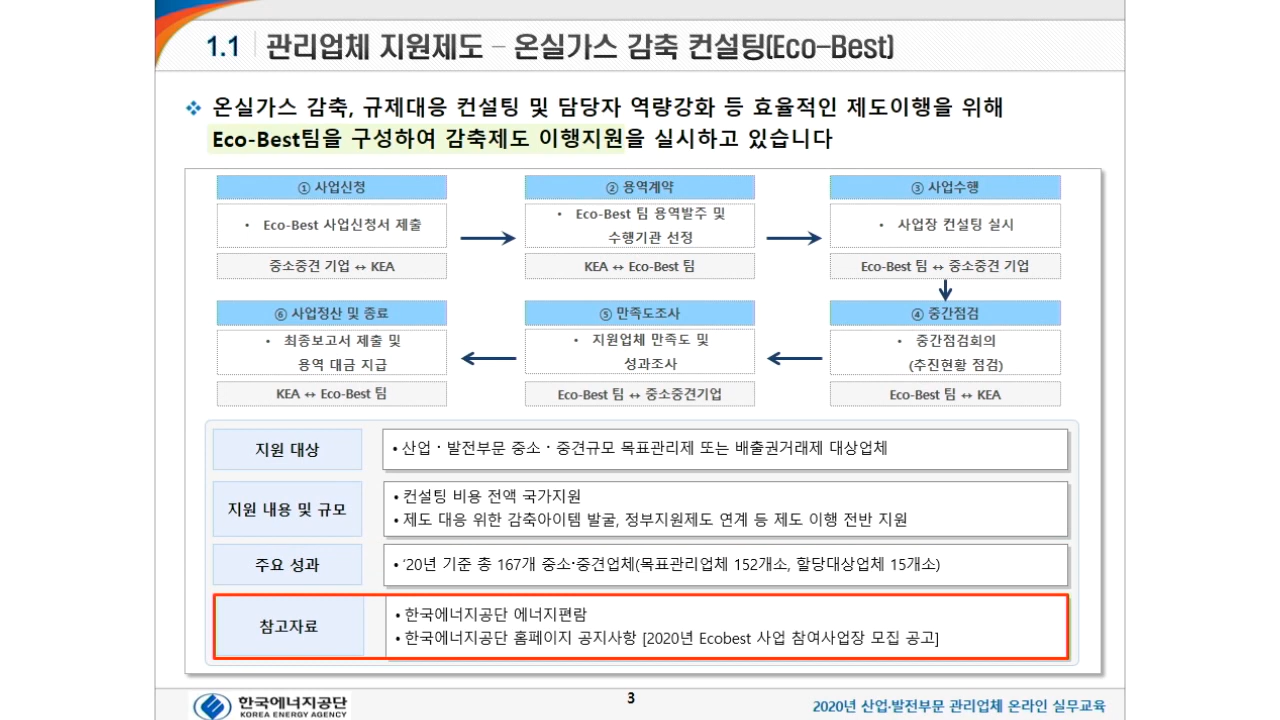 1.1 관리업체 지원제도 – 온실가스 감축 컨설팅(Eco-Best)
❖ 온실가스 감축, 규제대응 컨설팅 및 담당자 역량강화 등 효율적인 제도이행을 위해
Eco-Best팀을 구성하여 감축제도 이행지원을 실시하고 있습니다
① 사업신청
• Eco-Best 사업신청서 제출
중소중견 기업 ↔ KEA
② 용역계약
• Eco-Best 팀 용역발주 및
수행기관 선정
KEA ↔ Eco-Best 팀
③ 사업수행
• 사업장 컨설팅 실시
Eco-Best 팀 ↔ 중소중견 기업
④ 중간점검
• 중간점검회의
(추진현황 점검)
Eco-Best 팀 ↔ KEA
⑤ 만족도조사
• 지원업체 만족도 및
성과조사
Eco-Best 팀 ↔ 중소중견기업
⑥ 사업정산 및 종료
• 최종보고서 제출 및
용역 대금 지급
KEA ↔ Eco-Best 팀
지원 대상
• 산업 · 발전부문 중소 · 중견규모 목표관리제 또는 배출권거래제 대상업체
지원 내용 및 규모
• 컨설팅 비용 전액 국가지원
• 제도 대응 위한 감축아이템 발굴, 정부지원제도 연계 등 제도 이행 전반 지원
주요 성과
• ‘20년 기준 총 167개 중소·중견업체(목표관리업체 152개소, 할당대상업체 15개소)
참고자료
• 한국에너지공단 에너지편람
• 한국에너지공단 홈페이지 공지사항 [2020년 Ecobest 사업 참여사업장 모집 공고]
한국에너지공단
KOREA ENERGY AGENCY
3
2020년 산업·발전부문 관리업체 온라인 실무교육